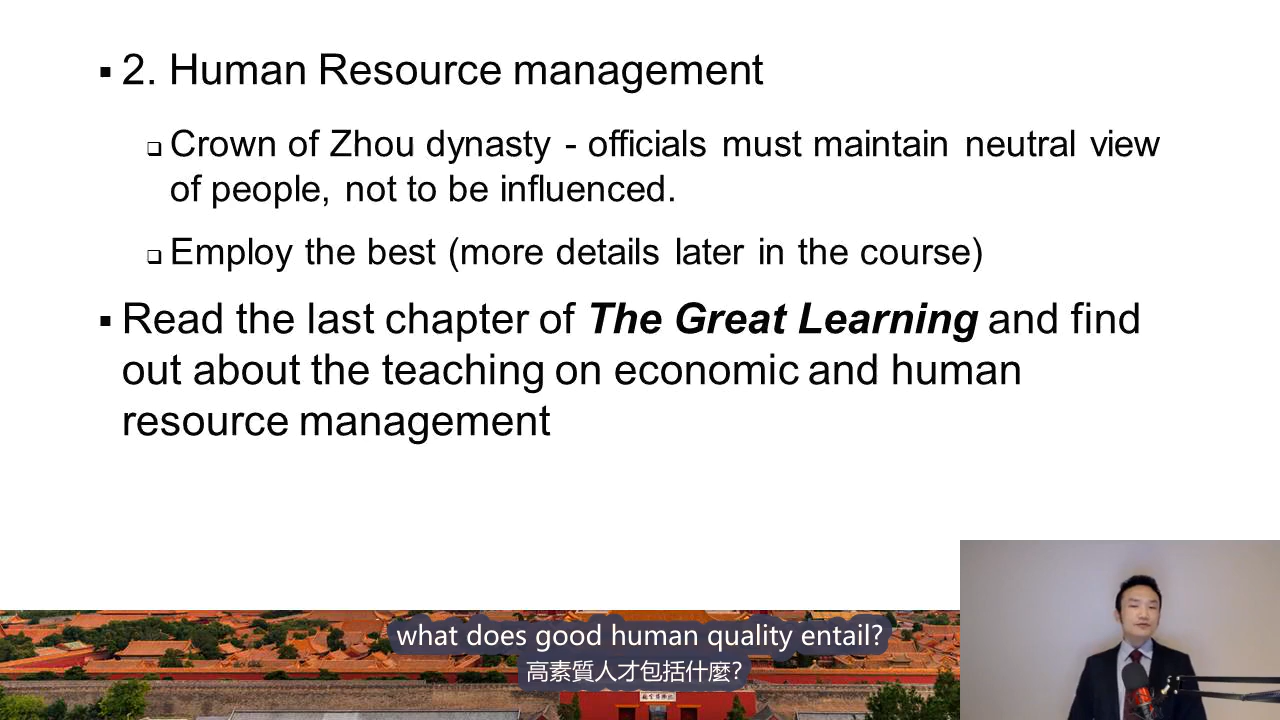 2. Human Resource management
Crown of Zhou dynasty - officials must maintain neutral view
of people, not to be influenced.
Employ the best (more details later in the course)
Read the last chapter of The Great Learning and find
out about the teaching on economic and human
resource management
what does good human quality entail?
高素質人才包括什麼?